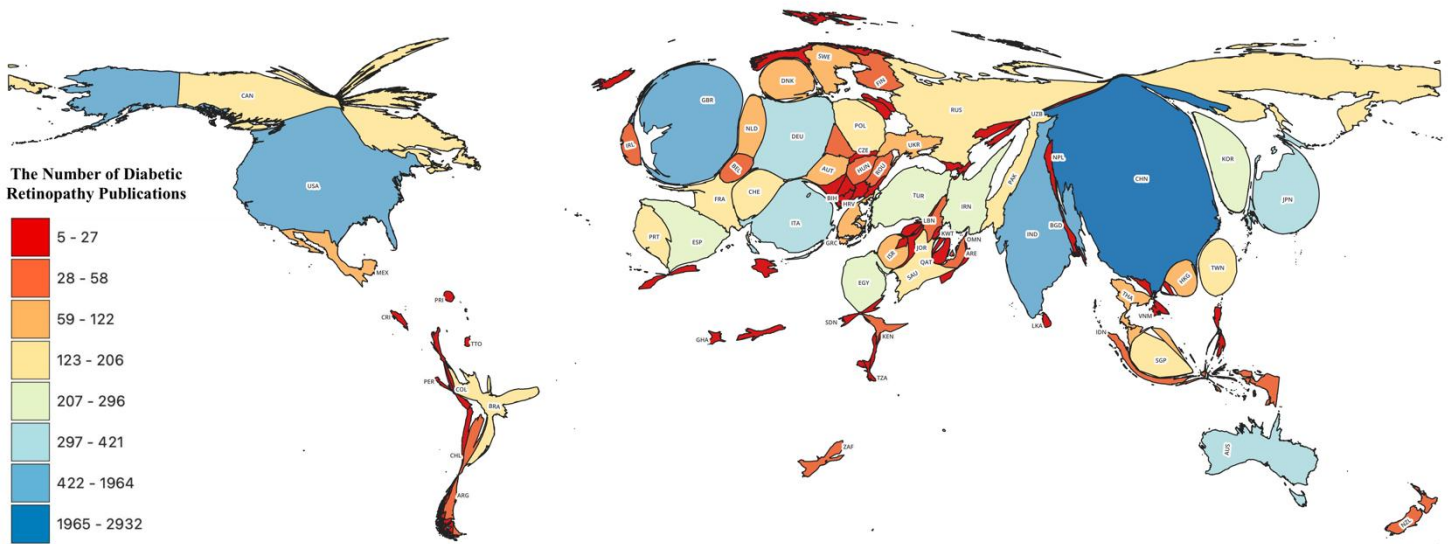 The Number of Diabetic
Retinopathy Publications
5 - 27
28 - 58
59 - 122
123 - 206
207 - 296
297 - 421
422 - 1964
1965 - 2932
CAN
USA
MEX
PRI
CRI
TTO
PER
COL
BRA
CHL
ARG
SWE
FIN
DNK
GBR
IRL
NLD
DEU
POL
RUS
BEL
CZE
UKR
AUT
HUN
ROU
FRA
CHE
BIH
HRV
ITA
PRT
ESP
GRC
TUR
LBN
IRN
PAK
UZB
NPL
ISR
JOR
KWT
OMN
QAT
ARE
SAU
EGY
SDN
KEN
GHA
TZA
ZAF
IND
BGD
LKA
CHN
KOR
JPN
HKG
TWN
THA
VNM
IDN
SGP
AUS
NZL